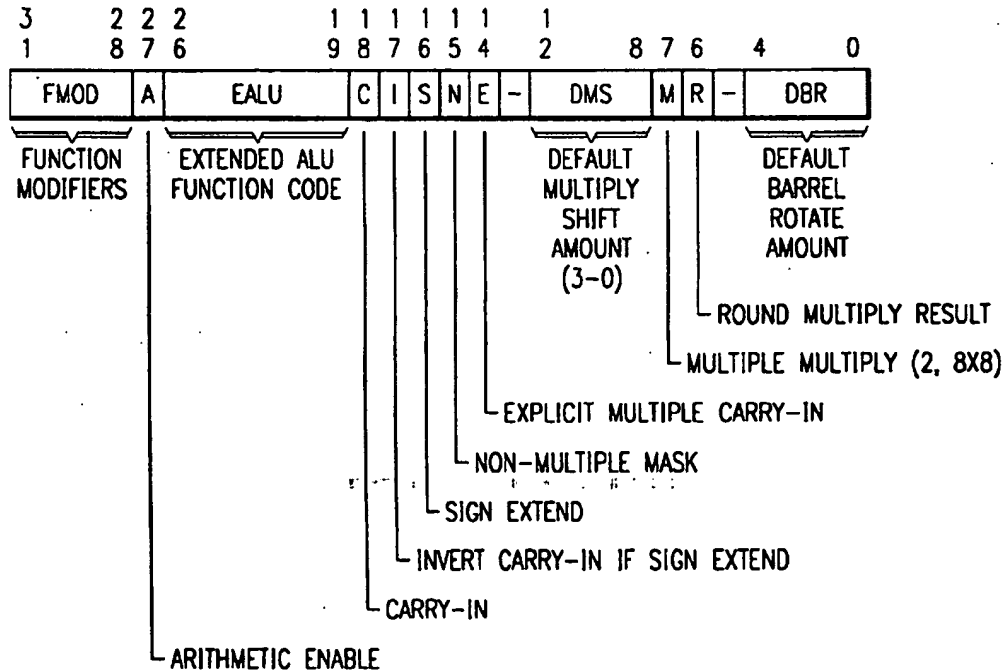 3 2 2 2 1 1 1 1 1 1 1
1 8 7 6 9 8 7 6 5 4 2 8 7 6 4 0
FMOD A EALU C I S N E - DMS M R - DBR
FUNCTION MODIFIERS
EXTENDED ALU FUNCTION CODE
DEFAULT MULTIPLY SHIFT AMOUNT (3-0)
DEFAULT BARREL ROTATE AMOUNT
ROUND MULTIPLY RESULT
MULTIPLE MULTIPLY (2, 8X8)
EXPLICIT MULTIPLE CARRY-IN
NON-MULTIPLE MASK
SIGN EXTEND
INVERT CARRY-IN IF SIGN EXTEND
CARRY-IN
ARITHMETIC ENABLE